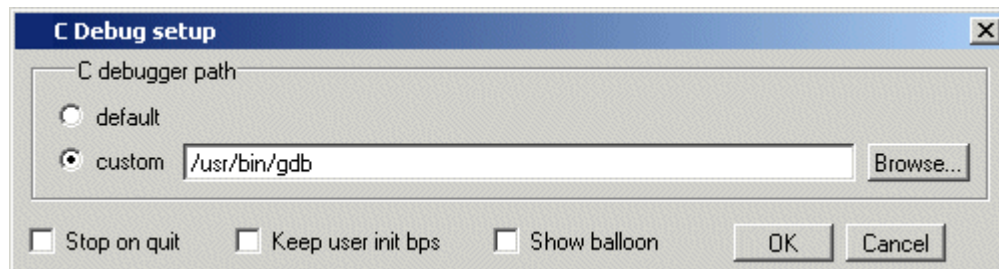 C Debug setup
C debugger path
default
custom /usr/bin/gdb Browse...
Stop on quit Keep user init bps Show balloon OK Cancel